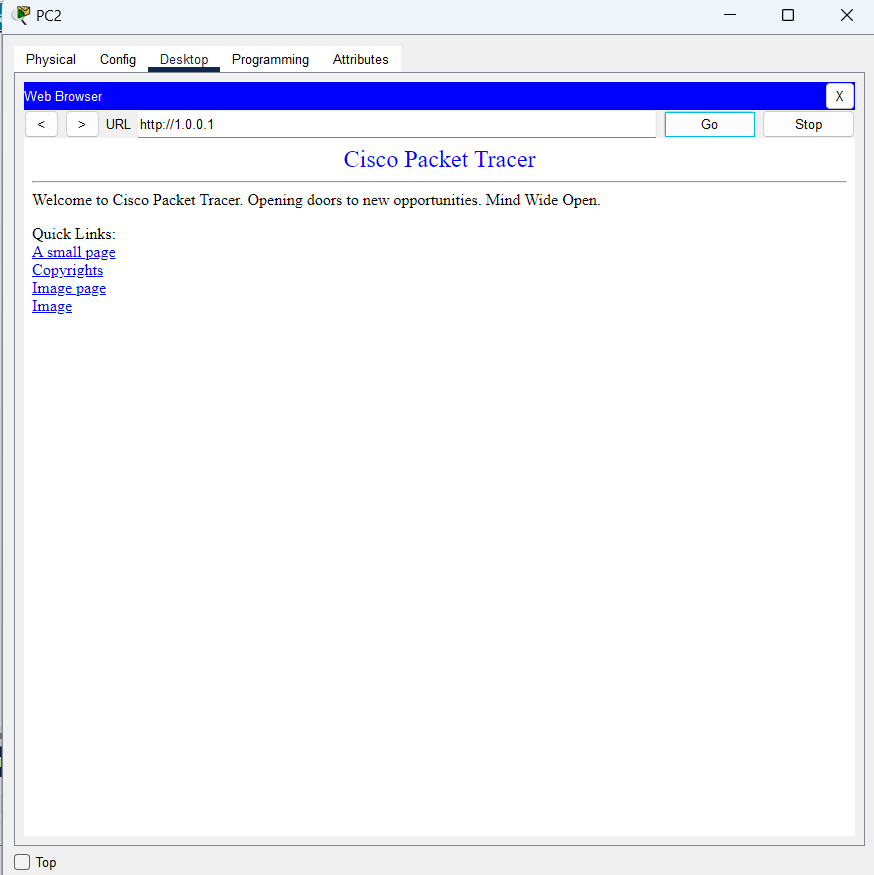 PC2
Physical Config Desktop Programming Attributes
Web Browser X
< > URL http://1.0.0.1 Go Stop
Cisco Packet Tracer
Welcome to Cisco Packet Tracer. Opening doors to new opportunities. Mind Wide Open.
Quick Links:
A small page
Copyrights
Image page
Image
Top